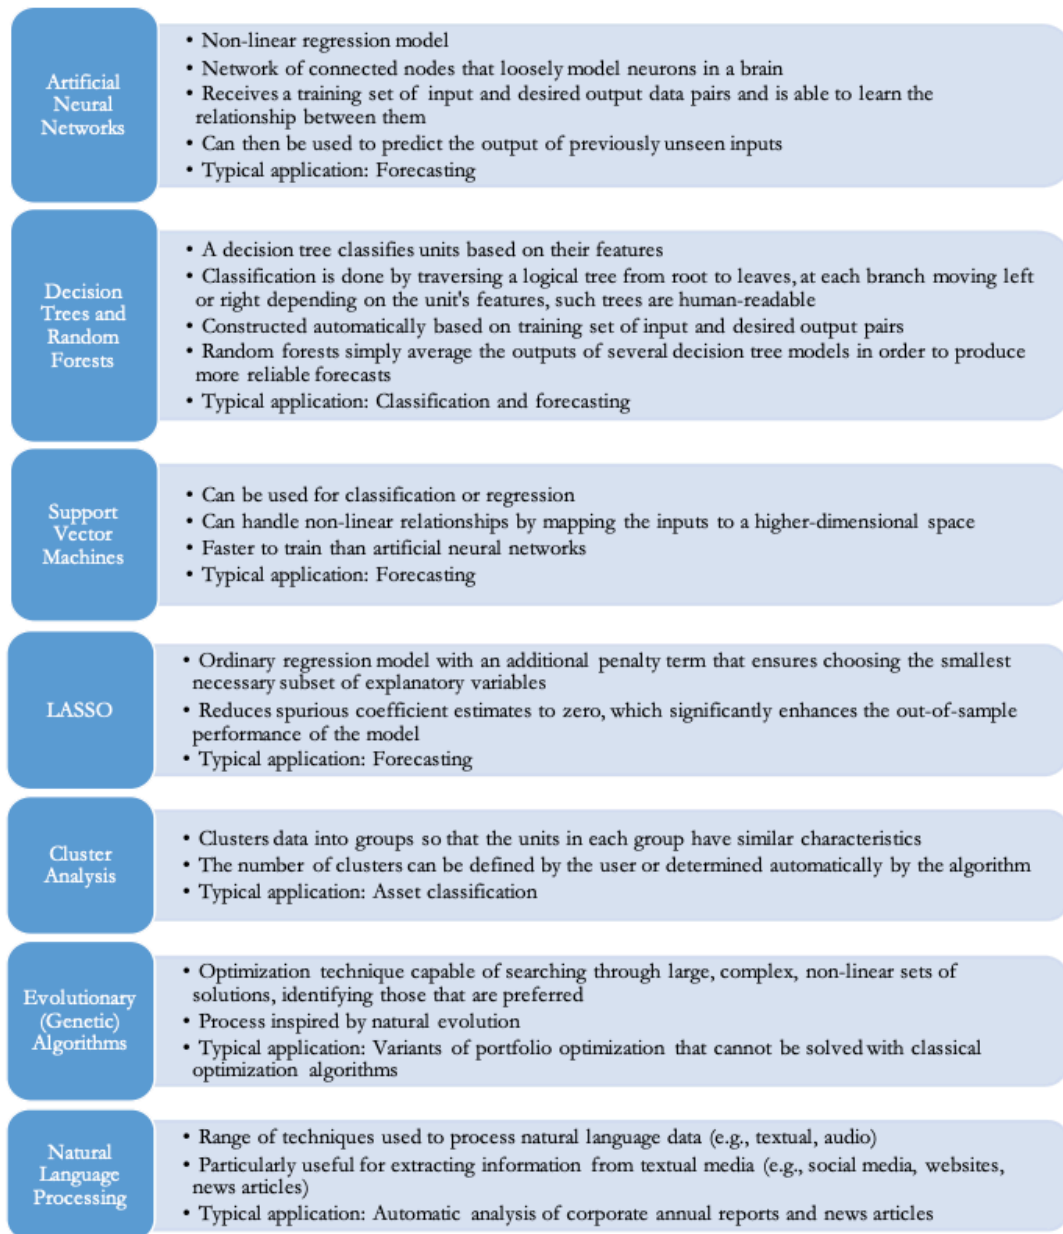 Artificial
Neural
Networks
• Non-linear regression model
• Network of connected nodes that loosely model neurons in a brain
• Receives a training set of input and desired output data pairs and is able to learn the
relationship between them
• Can then be used to predict the output of previously unseen inputs
• Typical application: Forecasting
Decision
Trees and
Random
Forests
• A decision tree classifies units based on their features
• Classification is done by traversing a logical tree from root to leaves, at each branch moving left
or right depending on the unit's features, such trees are human-readable
• Constructed automatically based on training set of input and desired output pairs
• Random forests simply average the outputs of several decision tree models in order to produce
more reliable forecasts
• Typical application: Classification and forecasting
Support
Vector
Machines
• Can be used for classification or regression
• Can handle non-linear relationships by mapping the inputs to a higher-dimensional space
• Faster to train than artificial neural networks
• Typical application: Forecasting
LASSO
• Ordinary regression model with an additional penalty term that ensures choosing the smallest
necessary subset of explanatory variables
• Reduces spurious coefficient estimates to zero, which significantly enhances the out-of-sample
performance of the model
• Typical application: Forecasting
Cluster
Analysis
• Clusters data into groups so that the units in each group have similar characteristics
• The number of clusters can be defined by the user or determined automatically by the algorithm
• Typical application: Asset classification
Evolutionary
(Genetic)
Algorithms
• Optimization technique capable of searching through large, complex, non-linear sets of
solutions, identifying those that are preferred
• Process inspired by natural evolution
• Typical application: Variants of portfolio optimization that cannot be solved with classical
optimization algorithms
Natural
Language
Processing
• Range of techniques used to process natural language data (e.g., textual, audio)
• Particularly useful for extracting information from textual media (e.g., social media, websites,
news articles)
• Typical application: Automatic analysis of corporate annual reports and news articles